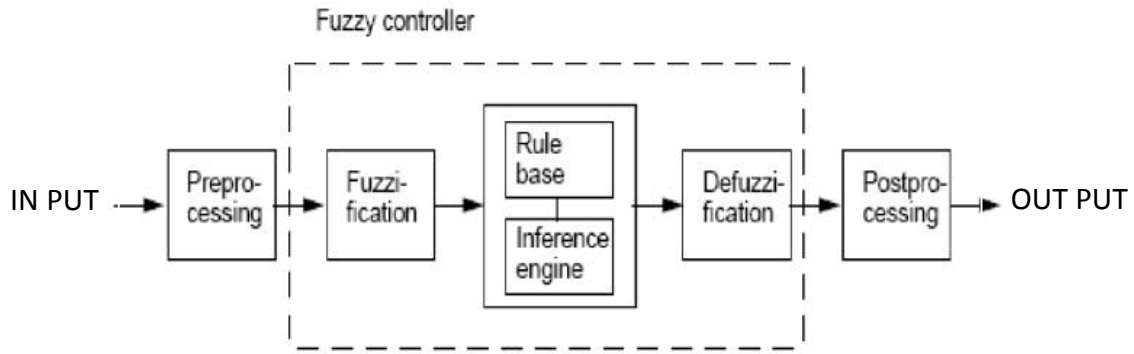 Fuzzy controller
IN PUT
Prepro-
cessing
Fuzzi-
fication
Rule
base
Inference
engine
Defuzzi-
fication
Postpro-
cessing
OUT PUT